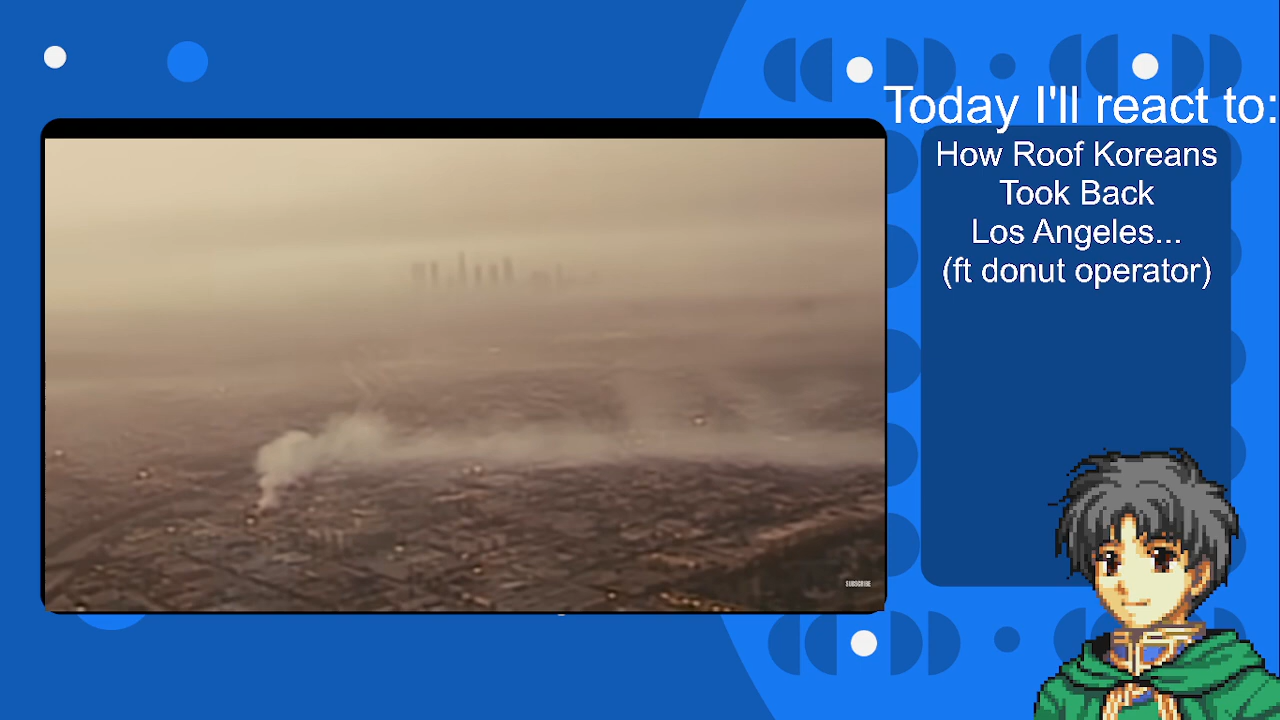 Today I'll react to:
How Roof Koreans
Took Back
Los Angeles...
(ft donut operator)
SUBSCRIBE